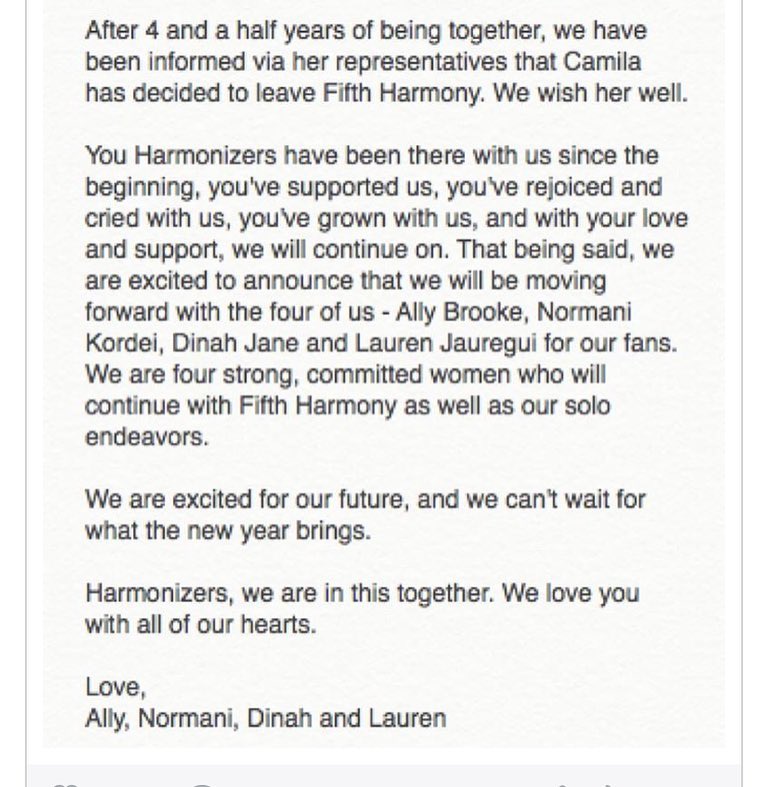 After 4 and a half years of being together, we have
been informed via her representatives that Camila
has decided to leave Fifth Harmony. We wish her well.
You Harmonizers have been there with us since the
beginning, you've supported us, you've rejoiced and
cried with us, you've grown with us, and with your love
and support, we will continue on. That being said, we
are excited to announce that we will be moving
forward with the four of us - Ally Brooke, Normani
Kordei, Dinah Jane and Lauren Jauregui for our fans.
We are four strong, committed women who will
continue with Fifth Harmony as well as our solo
endeavors.
We are excited for our future, and we can't wait for
what the new year brings.
Harmonizers, we are in this together. We love you
with all of our hearts.
Love,
Ally, Normani, Dinah and Lauren